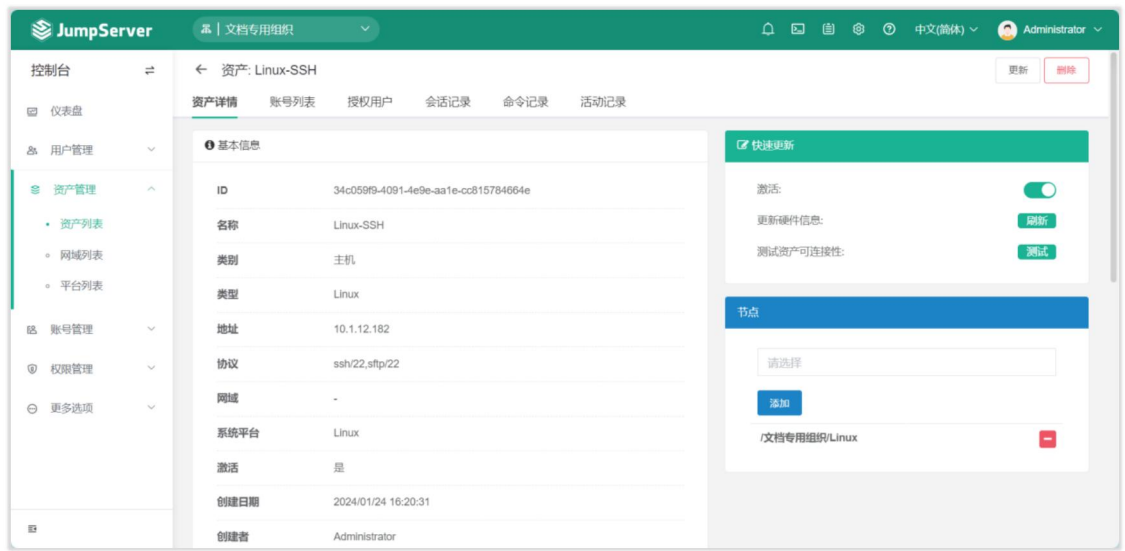 JumpServer
文档专用组织
中文(简体)
Administrator
控制台
资产: Linux-SSH
更新
删除
仪表盘
用户管理
资产管理
资产列表
网域列表
平台列表
账号管理
权限管理
更多选项
资产详情
账号列表
授权用户
会话记录
命令记录
活动记录
基本信息
ID 34c059f9-4091-4e9e-aa1e-cc815784664e
名称 Linux-SSH
类别 主机
类型 Linux
地址 10.1.12.182
协议 ssh/22,sftp/22
网域 -
系统平台 Linux
激活 是
创建日期 2024/01/24 16:20:31
创建者 Administrator
快速更新
激活:
更新硬件信息: 刷新
测试资产可连接性: 测试
节点
请选择
添加
/文档专用组织/Linux